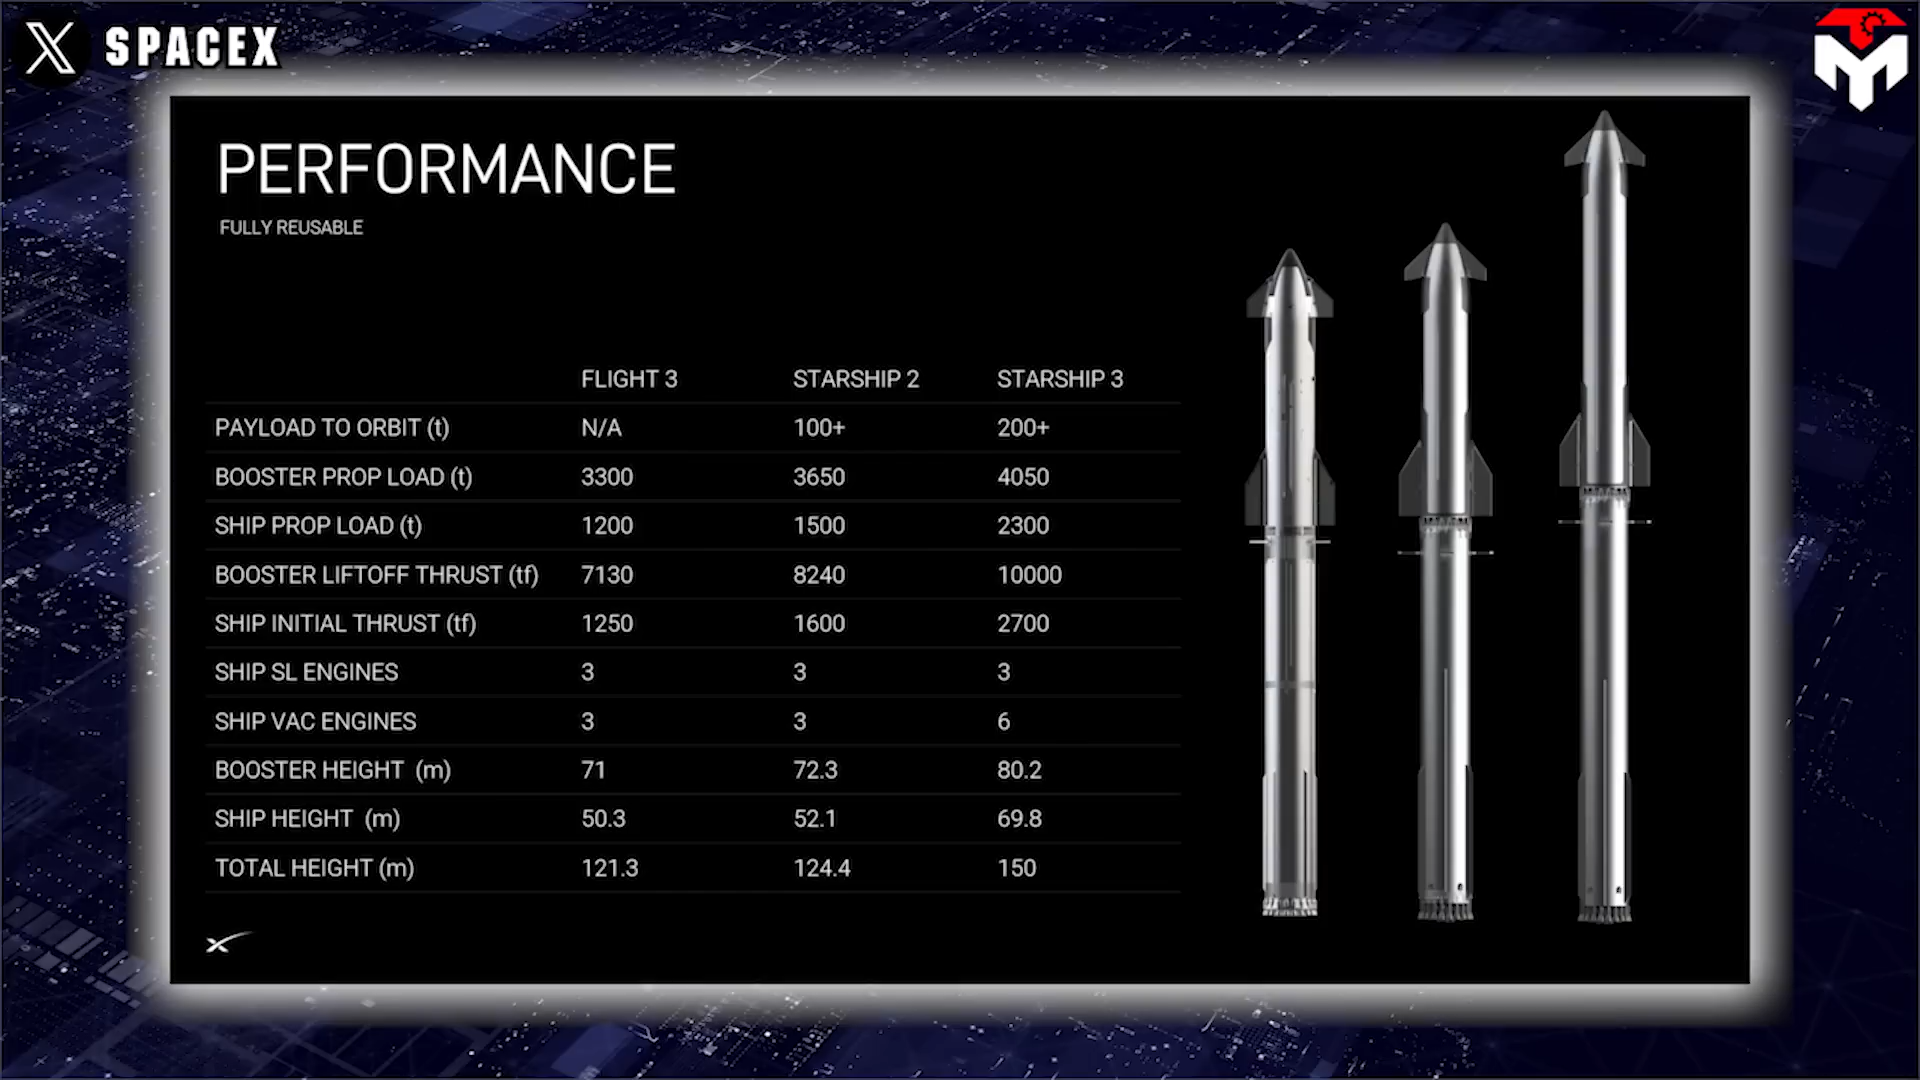 X SPACEX
PERFORMANCE
FULLY REUSABLE
FLIGHT 3 STARSHIP 2 STARSHIP 3
PAYLOAD TO ORBIT (t) N/A 100+ 200+
BOOSTER PROP LOAD (t) 3300 3650 4050
SHIP PROP LOAD (t) 1200 1500 2300
BOOSTER LIFTOFF THRUST (tf) 7130 8240 10000
SHIP INITIAL THRUST (tf) 1250 1600 2700
SHIP SL ENGINES 3 3 3
SHIP VAC ENGINES 3 3 6
BOOSTER HEIGHT (m) 71 72.3 80.2
SHIP HEIGHT (m) 50.3 52.1 69.8
TOTAL HEIGHT (m) 121.3 124.4 150